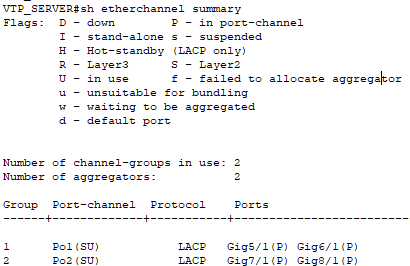 VTP_SERVER#sh etherchannel summary
Flags:  D - down        P - in port-channel
        I - stand-alone s - suspended
        H - Hot-standby (LACP only)
        R - Layer3      S - Layer2
        U - in use      f - failed to allocate aggregator
        u - unsuitable for bundling
        w - waiting to be aggregated
        d - default port
Number of channel-groups in use: 2
Number of aggregators:           2
Group  Port-channel  Protocol    Ports
------+-------------+-----------+----------------------------
1      Po1(SU)           LACP   Gig5/1(P) Gig6/1(P)
2      Po2(SU)           LACP   Gig7/1(P) Gig8/1(P)